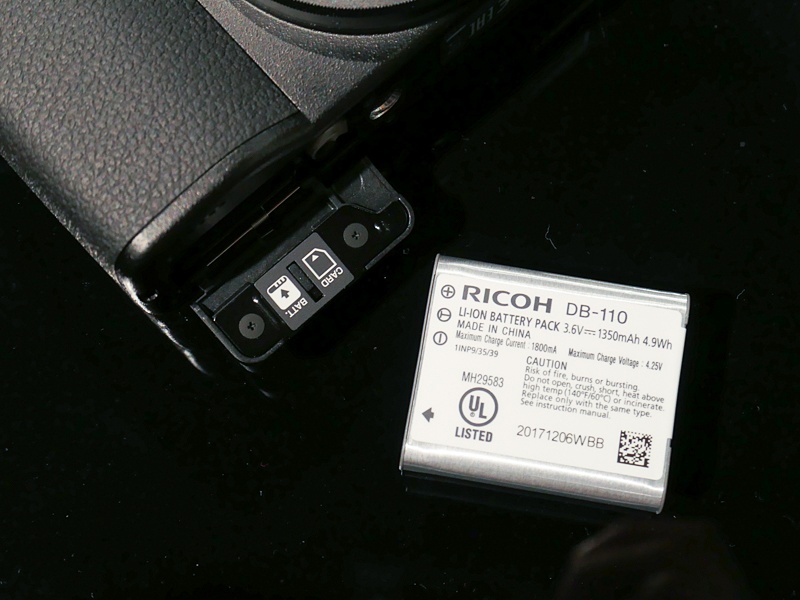 CARD
BATT.
RICOH DB-110
LI-ION BATTERY PACK 3.6V⎓1350mAh 4.9Wh
MADE IN CHINA
Maximum Charge Current : 1800mA Maximum Charge Voltage : 4.25V
1INP9/35/39
CAUTION
Risk of fire, burns or bursting.
Do not open, crush, short, heat above
high temp (140°F/60°C) or incinerate.
Replace only with the same type.
See instruction manual.
MH29583
UL
LISTED
20171206WBB